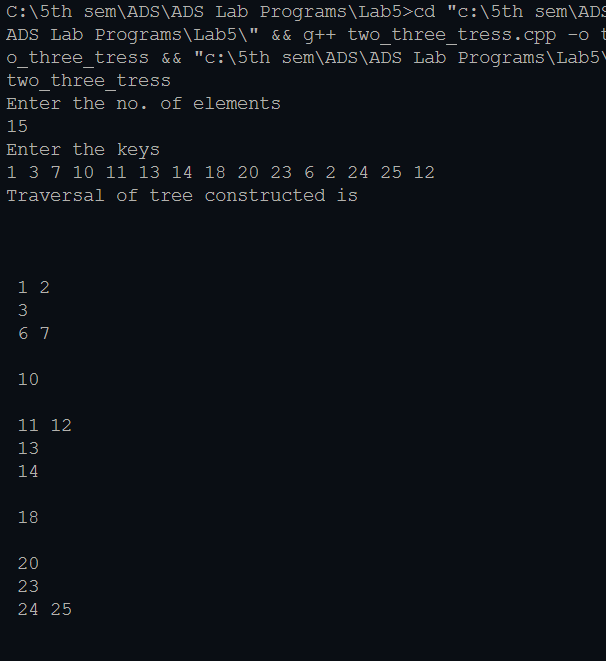 C:\5th sem\ADS\ADS Lab Programs\Lab5>cd "c:\5th sem\ADS
ADS Lab Programs\Lab5\" && g++ two_three_tress.cpp -o t
o_three_tress && "c:\5th sem\ADS\ADS Lab Programs\Lab5\
two_three_tress
Enter the no. of elements
15
Enter the keys
1 3 7 10 11 13 14 18 20 23 6 2 24 25 12
Traversal of tree constructed is
1 2
3
6 7
10
11 12
13
14
18
20
23
24 25